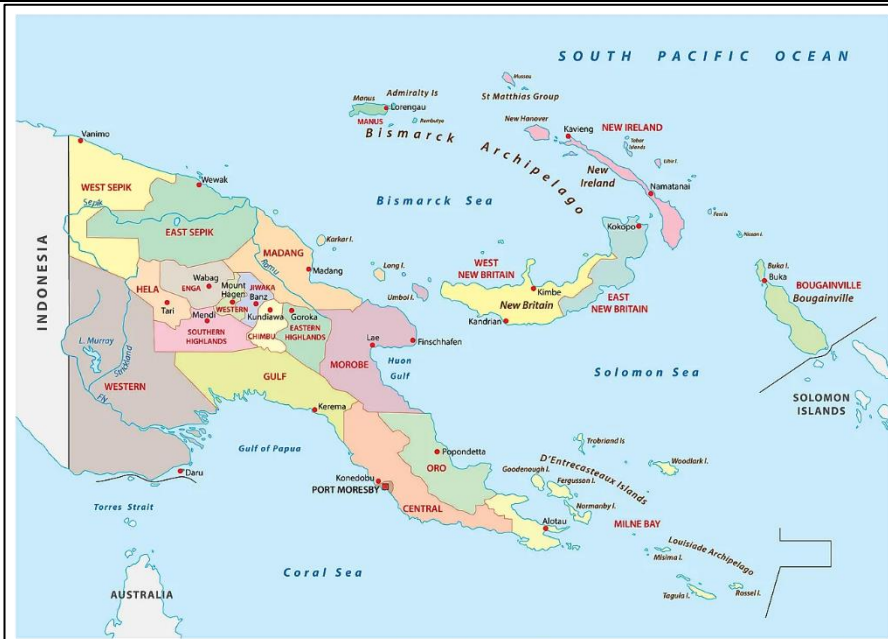 SOUTH PACIFIC OCEAN
Mussau
St Matthias Group
Manus
Admiralty Is
Lorengau
MANUS
Rambutyo
New Hanover
Kavieng
NEW IRELAND
Tabar
Islands
Lihir I.
New
Ireland
Namatanai
Bismarck Archipelago
Vanimo
Wewak
WEST SEPIK
Sepik
EAST SEPIK
Bismarck Sea
Kokopo
Nissan I.
Buka I.
Buka
BOUGAINVILLE
Bougainville
Karkar I.
MADANG
Ramu
Madang
Long I.
Umboi I.
WEST
NEW BRITAIN
Kimbe
New Britain
Kandrian
EAST
NEW BRITAIN
INDONESIA
HELA
Tari
Wabag
ENGA
Mount
Hagen
WESTERN
JIWAKA
Banz
Mendi
Kundiawa
Goroka
SOUTHERN
HIGHLANDS
CHIMBU
EASTERN
HIGHLANDS
Lae
Finschhafen
MOROBE
Huon
Gulf
Solomon Sea
SOLOMON
ISLANDS
L. Murray
Strickland
WESTERN
Fly
GULF
Kerema
Gulf of Papua
Daru
Torres Strait
Popondetta
ORO
Konedobu
PORT MORESBY
CENTRAL
Trobriand Is
Woodlark I.
D'Entrecasteaux Islands
Goodenough I.
Fergusson I.
Normanby I.
Alotau
MILNE BAY
Louisiade Archipelago
Misima I.
Tagula I.
Rossel I.
Coral Sea
AUSTRALIA